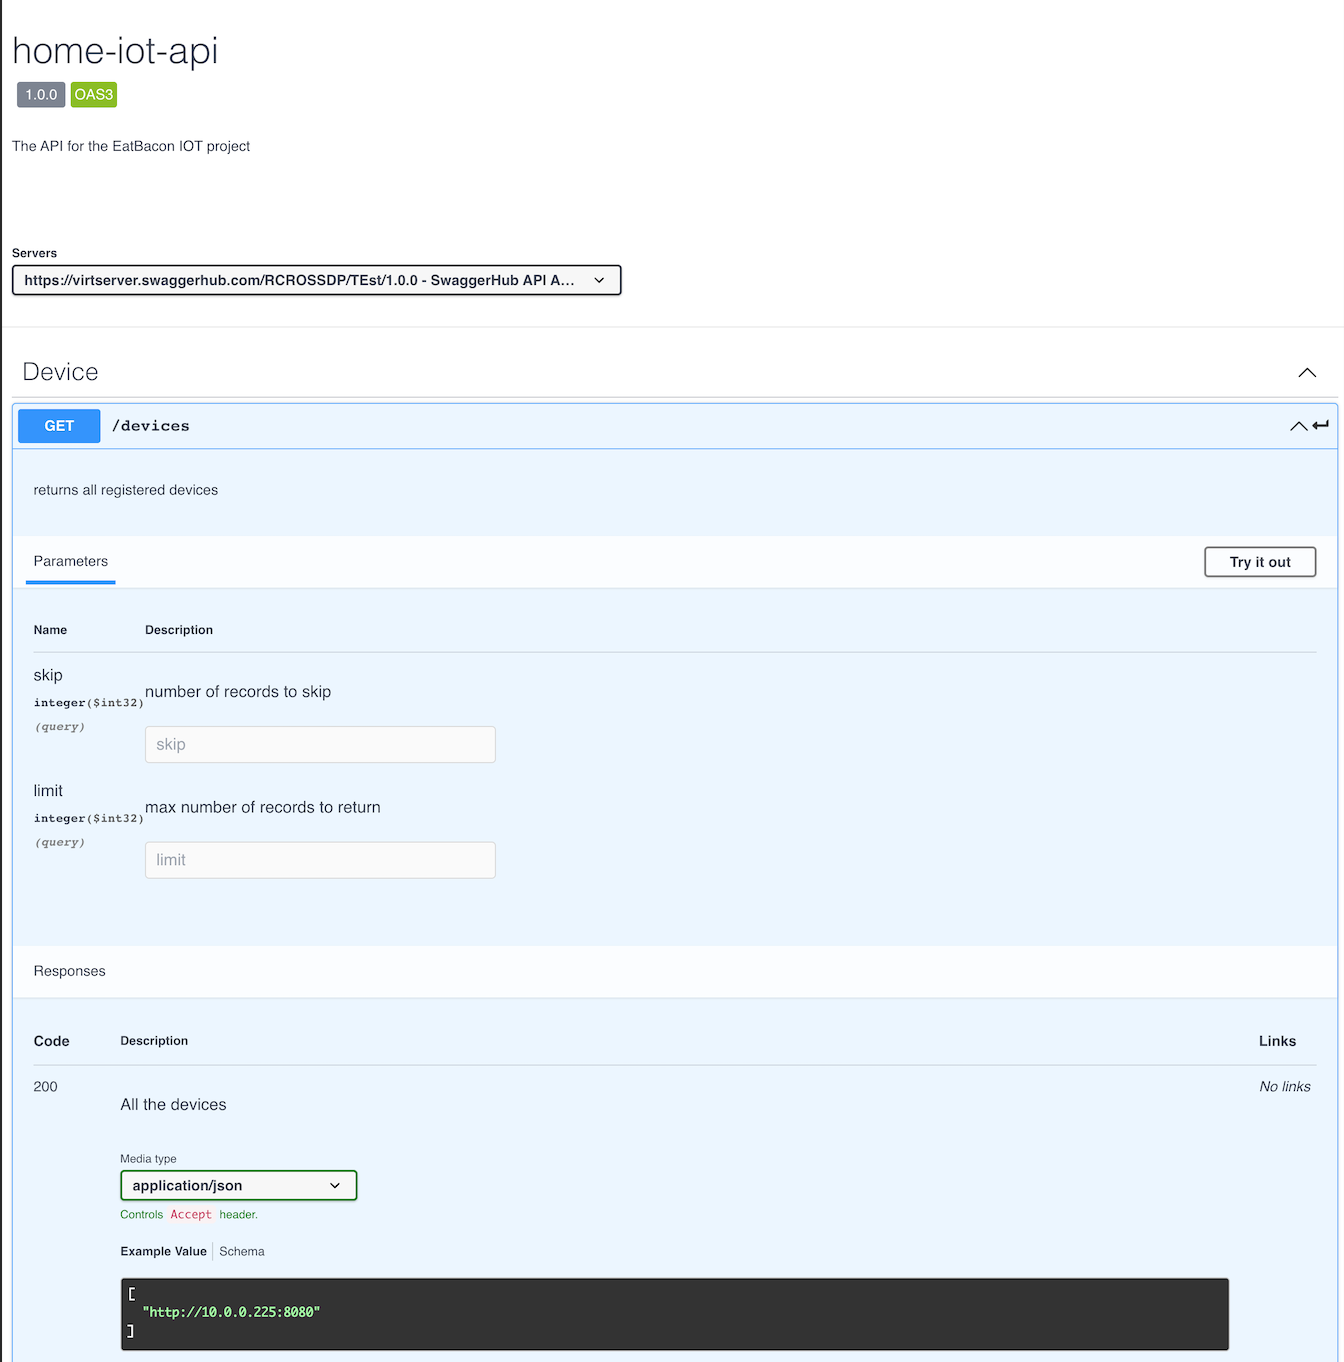 home-iot-api
1.0.0 OAS3
The API for the EatBacon IOT project
Servers
https://virtserver.swaggerhub.com/RCROSSDP/TEst/1.0.0 - SwaggerHub API A...
Device
GET /devices
returns all registered devices
Parameters Try it out
Name Description
skip
integer($int32)
(query)
number of records to skip
skip
limit
integer($int32)
(query)
max number of records to return
limit
Responses
Code Description Links
200 No links
All the devices
Media type
application/json
Controls Accept header.
Example Value Schema
[
"http://10.0.0.225:8080"
]